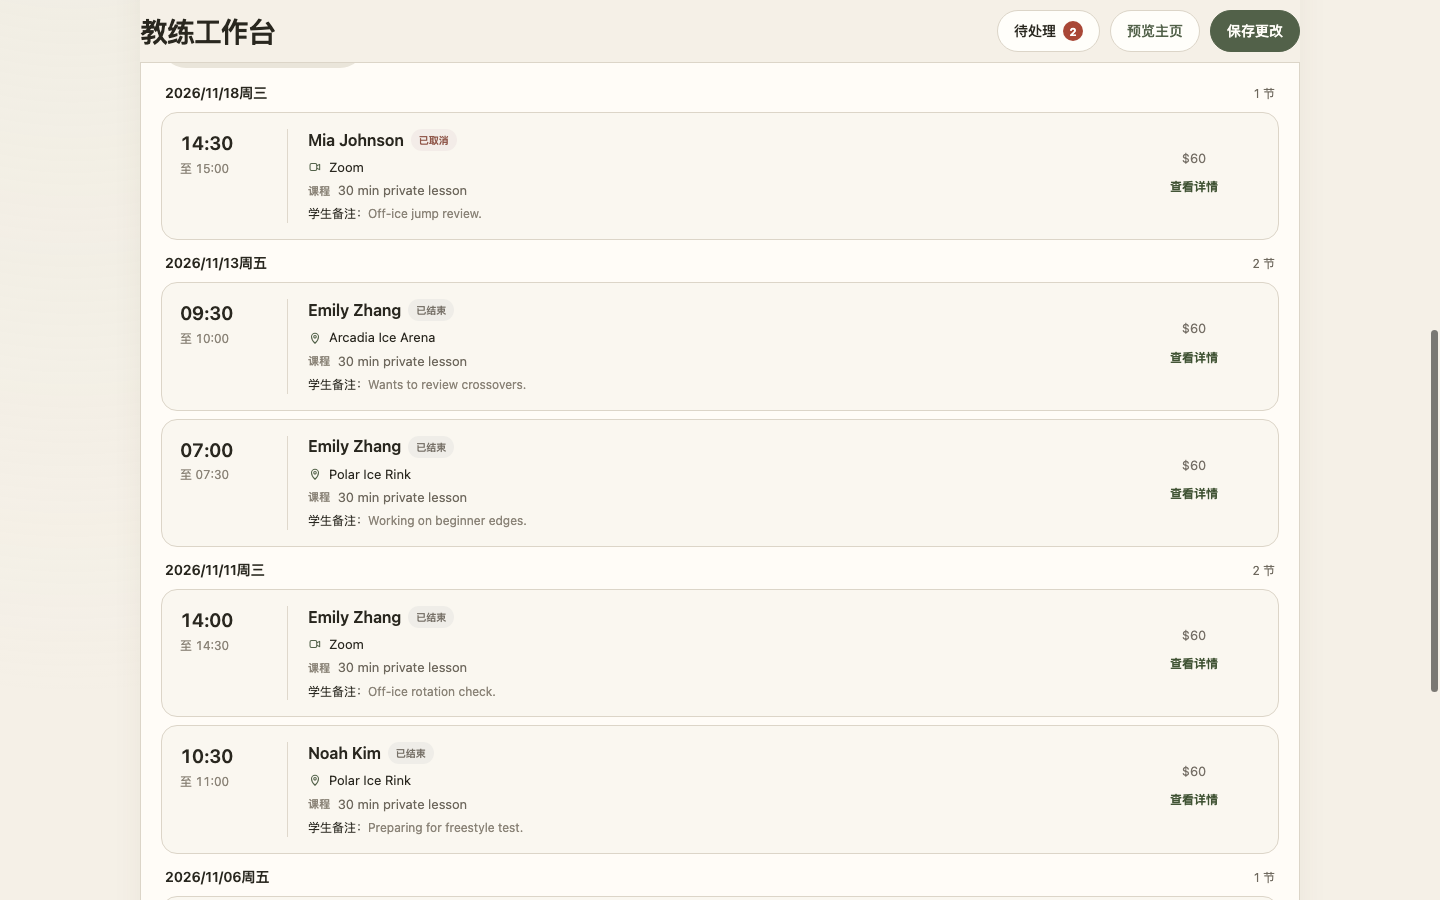 教练工作台
待处理 2
预览主页
保存更改
2026/11/18周三
1 节
14:30
至 15:00
Mia Johnson 已取消
Zoom
课程 30 min private lesson
学生备注： Off-ice jump review.
$60
查看详情
2026/11/13周五
2 节
09:30
至 10:00
Emily Zhang 已结束
Arcadia Ice Arena
课程 30 min private lesson
学生备注： Wants to review crossovers.
$60
查看详情
07:00
至 07:30
Emily Zhang 已结束
Polar Ice Rink
课程 30 min private lesson
学生备注： Working on beginner edges.
$60
查看详情
2026/11/11周三
2 节
14:00
至 14:30
Emily Zhang 已结束
Zoom
课程 30 min private lesson
学生备注： Off-ice rotation check.
$60
查看详情
10:30
至 11:00
Noah Kim 已结束
Polar Ice Rink
课程 30 min private lesson
学生备注： Preparing for freestyle test.
$60
查看详情
2026/11/06周五
1 节